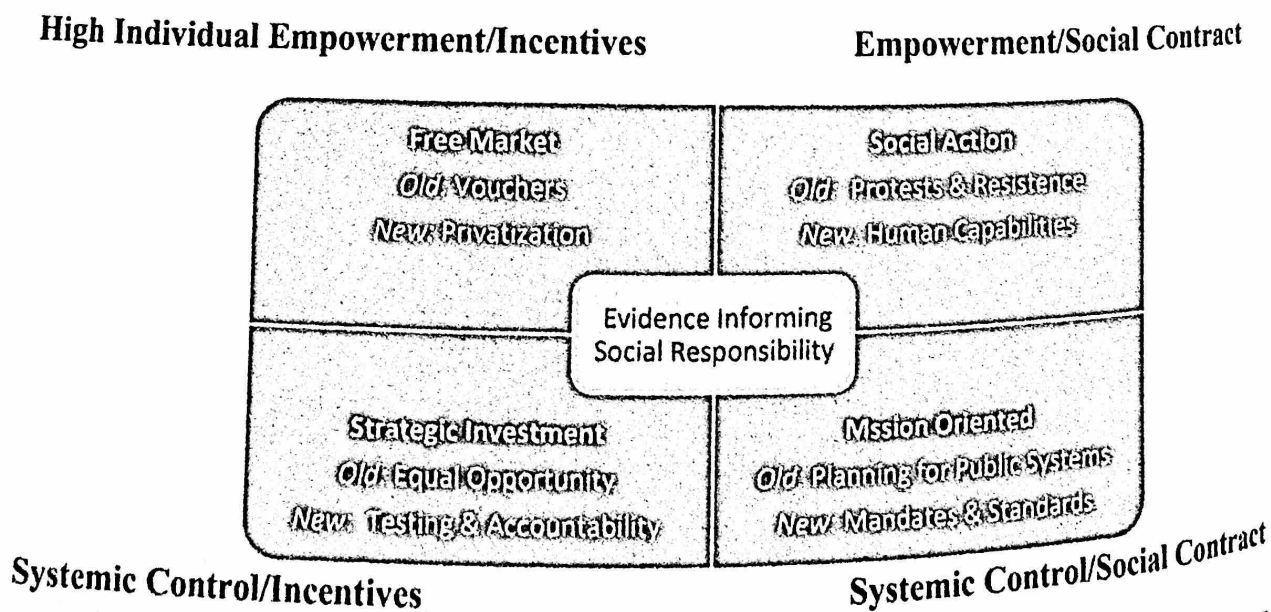 High Individual Empowerment/Incentives
Empowerment/Social Contract
Free Market
Old: Vouchers
New: Privatization
Social Action
Old: Protests & Resistence
New: Human Capabilities
Evidence Informing
Social Responsibility
Strategic Investment
Old: Equal Opportunity
New: Testing & Accountability
Mssion Oriented
Old: Planning for Public Systems
New: Mandates & Standards
Systemic Control/Incentives
Systemic Control/Social Contract